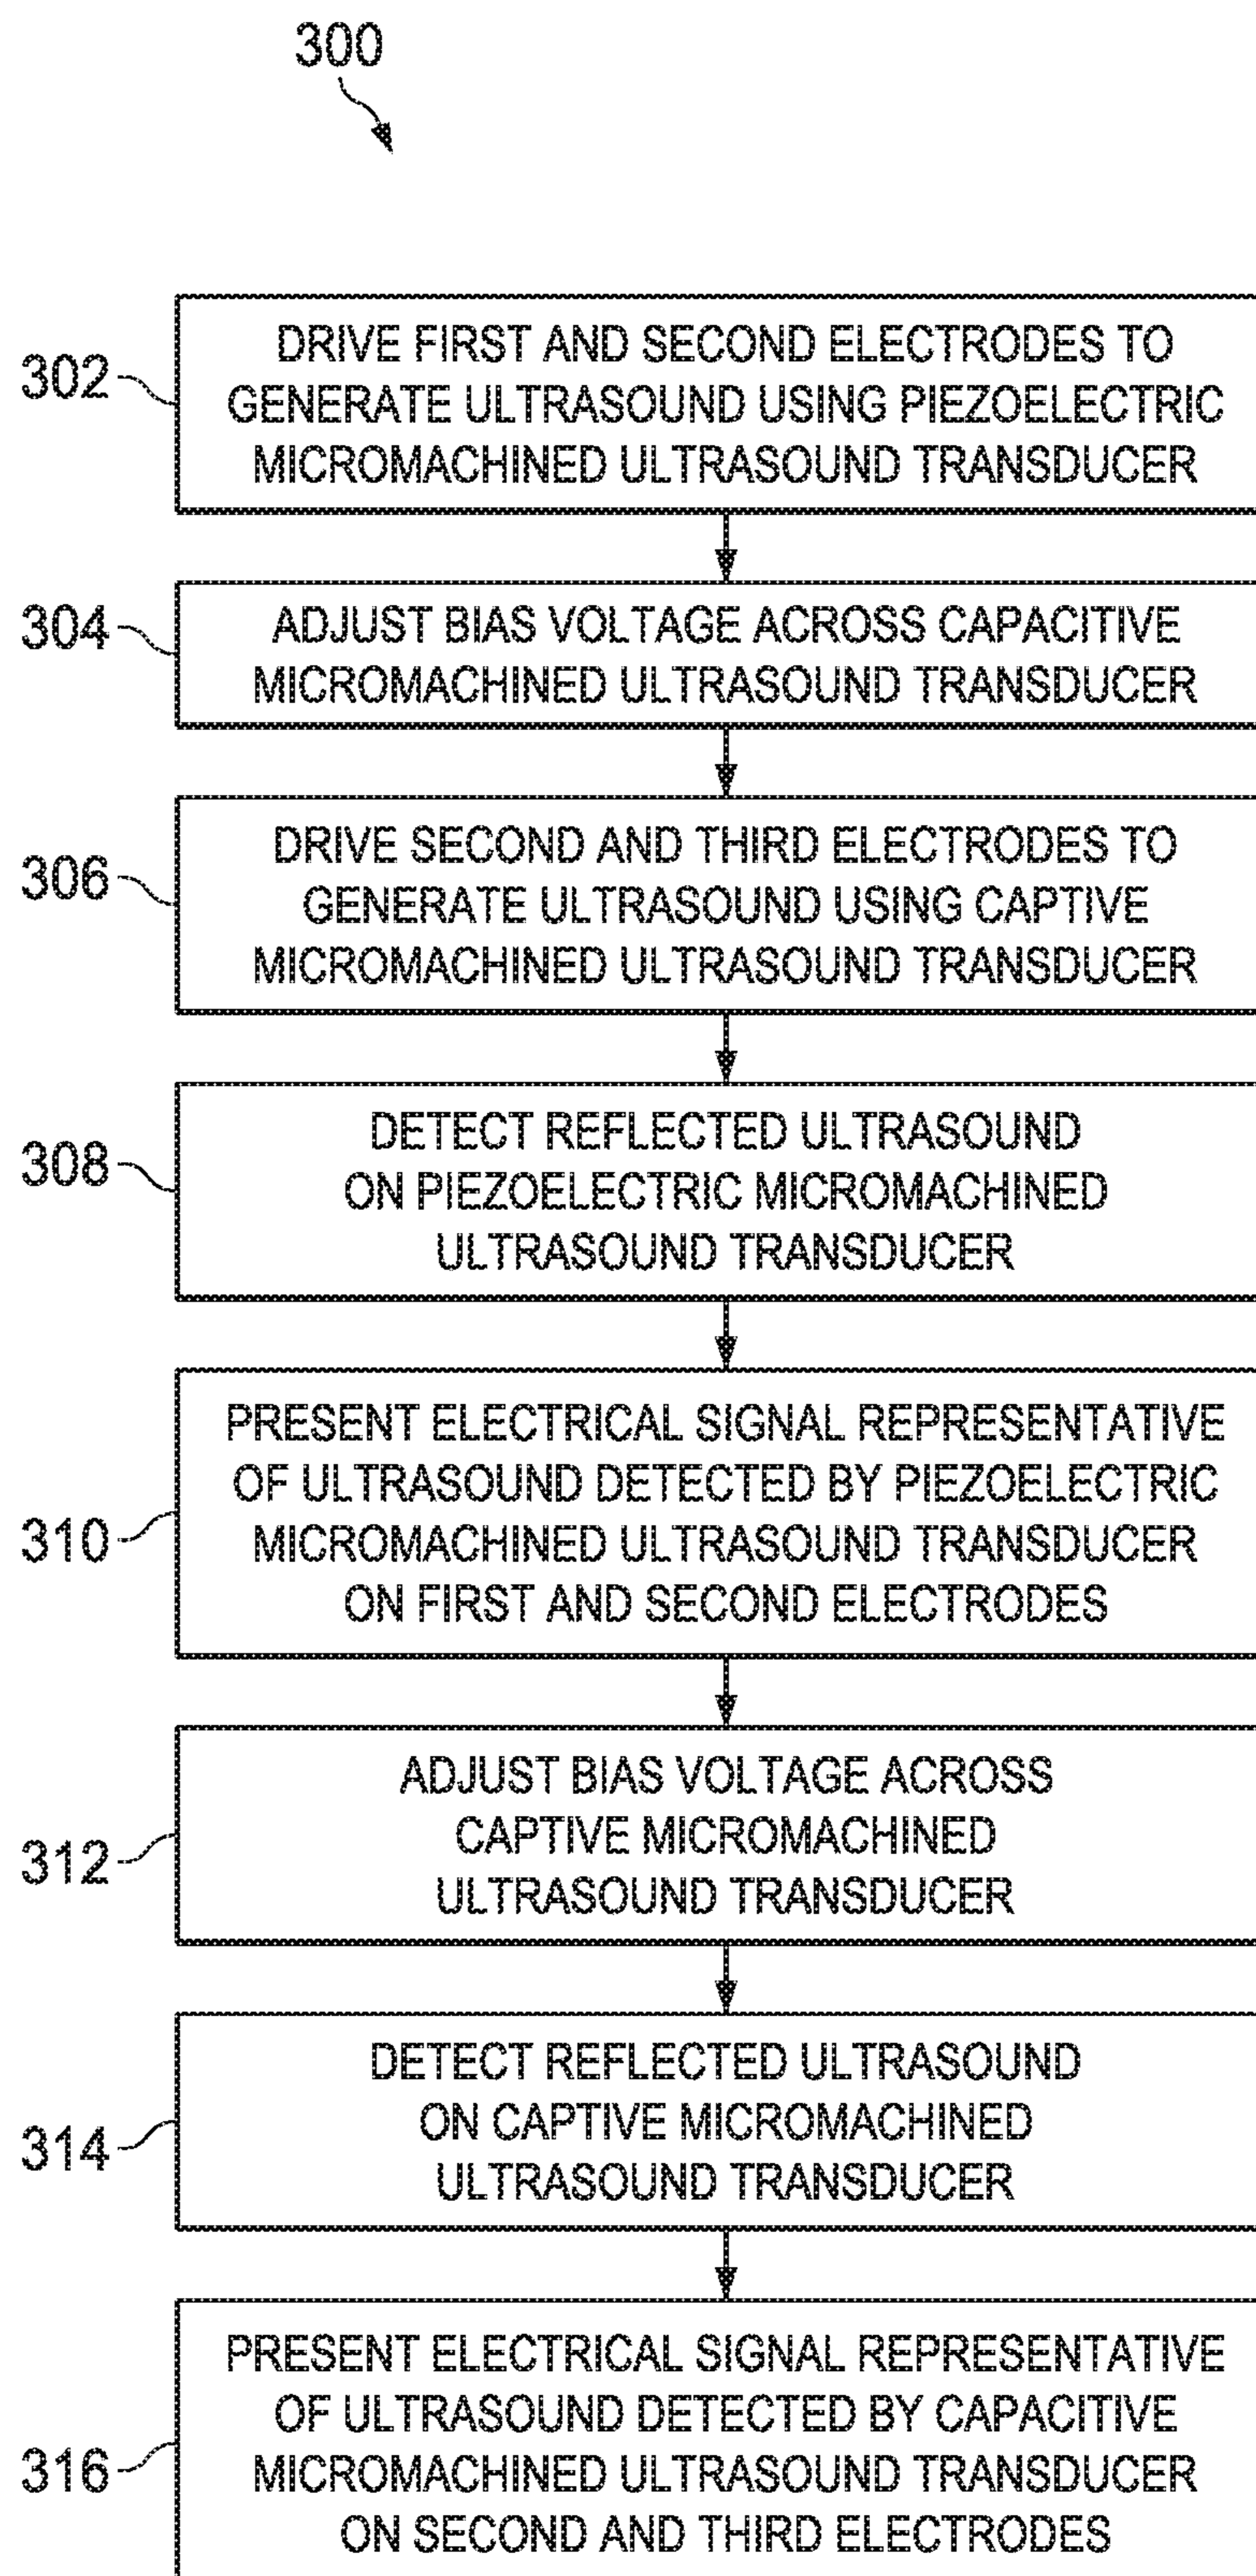 300
302
DRIVE FIRST AND SECOND ELECTRODES TO
GENERATE ULTRASOUND USING PIEZOELECTRIC
MICROMACHINED ULTRASOUND TRANSDUCER
304
ADJUST BIAS VOLTAGE ACROSS CAPACITIVE
MICROMACHINED ULTRASOUND TRANSDUCER
306
DRIVE SECOND AND THIRD ELECTRODES TO
GENERATE ULTRASOUND USING CAPTIVE
MICROMACHINED ULTRASOUND TRANSDUCER
308
DETECT REFLECTED ULTRASOUND
ON PIEZOELECTRIC MICROMACHINED
ULTRASOUND TRANSDUCER
310
PRESENT ELECTRICAL SIGNAL REPRESENTATIVE
OF ULTRASOUND DETECTED BY PIEZOELECTRIC
MICROMACHINED ULTRASOUND TRANSDUCER
ON FIRST AND SECOND ELECTRODES
312
ADJUST BIAS VOLTAGE ACROSS
CAPTIVE MICROMACHINED
ULTRASOUND TRANSDUCER
314
DETECT REFLECTED ULTRASOUND
ON CAPTIVE MICROMACHINED
ULTRASOUND TRANSDUCER
316
PRESENT ELECTRICAL SIGNAL REPRESENTATIVE
OF ULTRASOUND DETECTED BY CAPACITIVE
MICROMACHINED ULTRASOUND TRANSDUCER
ON SECOND AND THIRD ELECTRODES